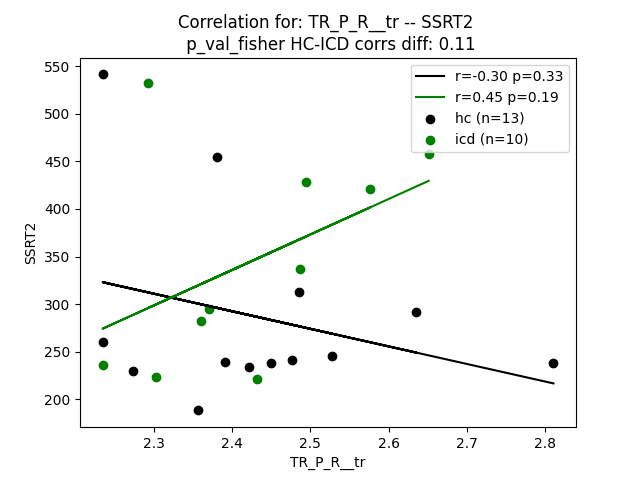 Correlation for: TR_P_R__tr -- SSRT2
p_val_fisher HC-ICD corrs diff: 0.11
r=-0.30 p=0.33
r=0.45 p=0.19
hc (n=13)
icd (n=10)
550
500
450
400
350
300
250
200
SSRT2
2.3 2.4 2.5 2.6 2.7 2.8
TR_P_R__tr